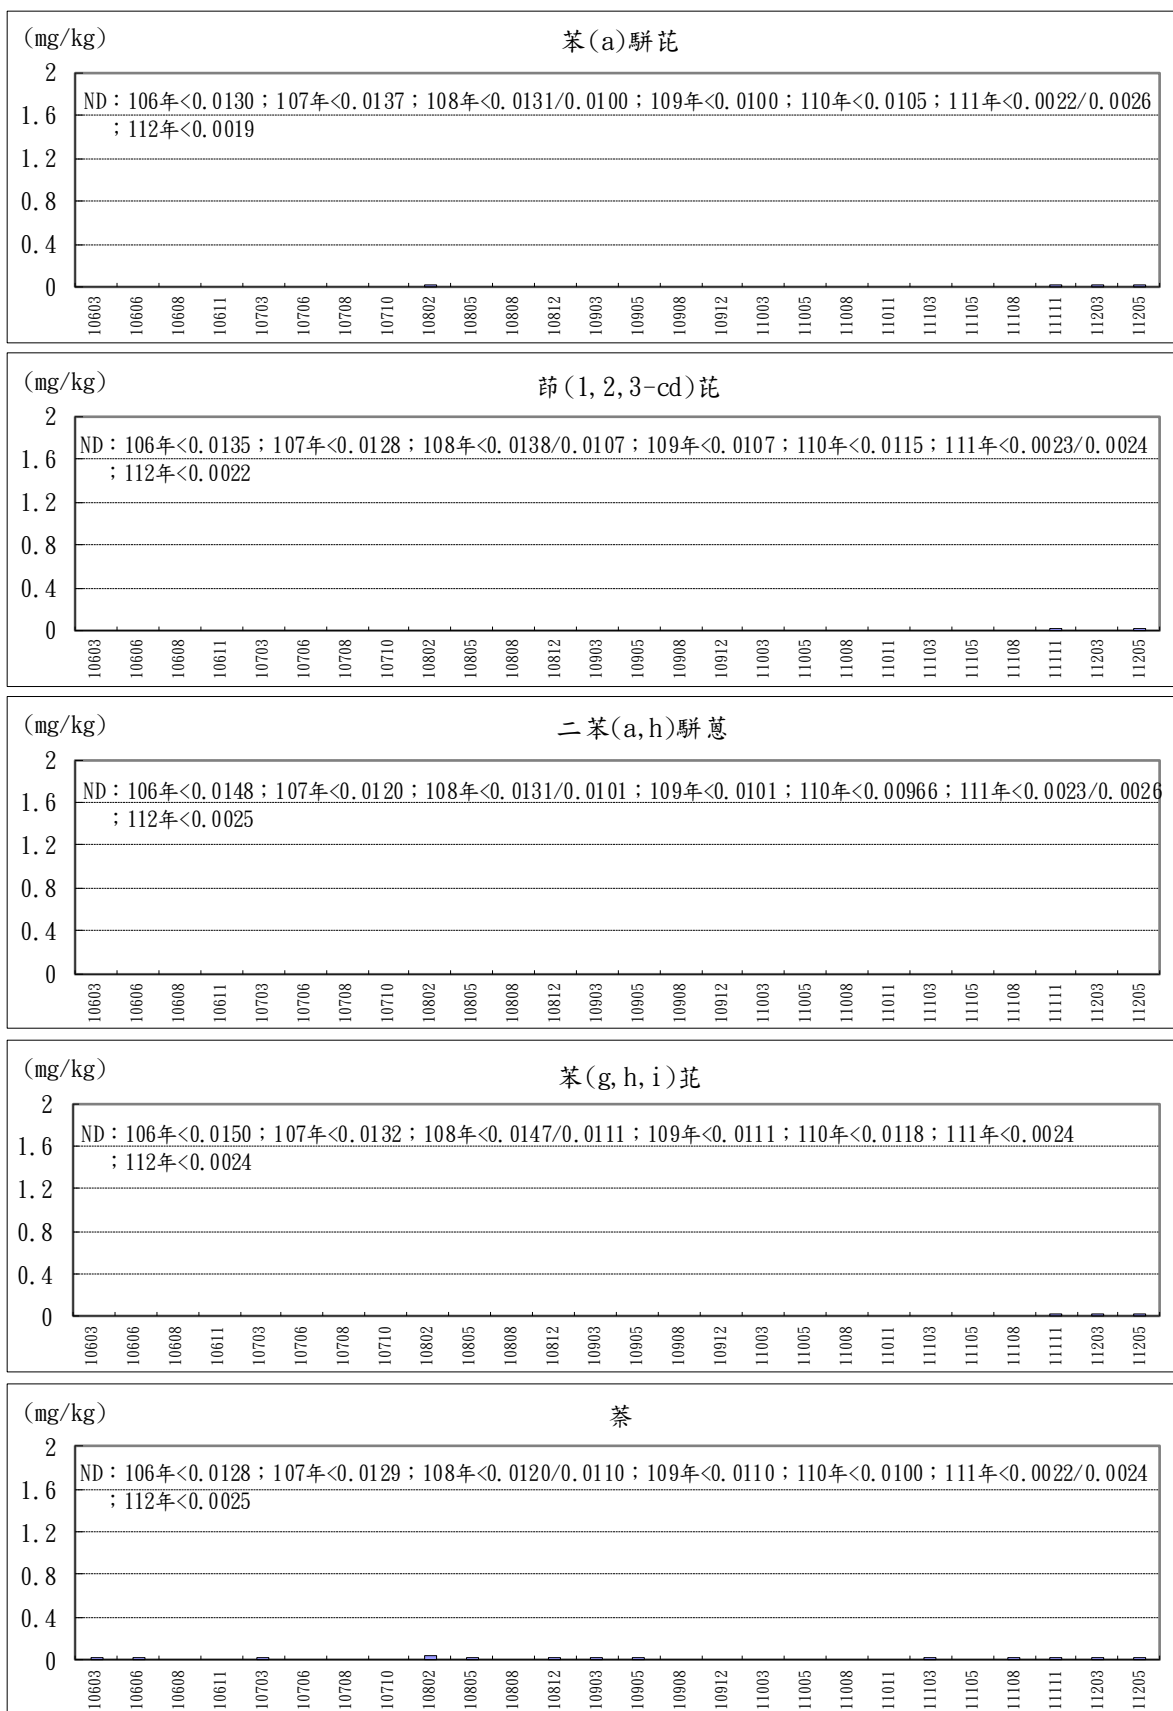 (mg/kg)
苯(a)駢芘
2
ND：106年<0.0130；107年<0.0137；108年<0.0131/0.0100；109年<0.0100；110年<0.0105；111年<0.0022/0.0026
1.6
；112年<0.0019
1.2
0.8
0.4
0
10603 10606 10608 10611 10703 10706 10708 10710 10802 10805 10808 10812 10903 10905 10908 10912 11003 11005 11008 11011 11103 11105 11108 11111 11203 11205
(mg/kg)
茚(1,2,3-cd)芘
2
ND：106年<0.0135；107年<0.0128；108年<0.0138/0.0107；109年<0.0107；110年<0.0115；111年<0.0023/0.0024
1.6
；112年<0.0022
1.2
0.8
0.4
0
10603 10606 10608 10611 10703 10706 10708 10710 10802 10805 10808 10812 10903 10905 10908 10912 11003 11005 11008 11011 11103 11105 11108 11111 11203 11205
(mg/kg)
二苯(a,h)駢蒽
2
ND：106年<0.0148；107年<0.0120；108年<0.0131/0.0101；109年<0.0101；110年<0.00966；111年<0.0023/0.0026
1.6
；112年<0.0025
1.2
0.8
0.4
0
10603 10606 10608 10611 10703 10706 10708 10710 10802 10805 10808 10812 10903 10905 10908 10912 11003 11005 11008 11011 11103 11105 11108 11111 11203 11205
(mg/kg)
苯(g,h,i)苝
2
ND：106年<0.0150；107年<0.0132；108年<0.0147/0.0111；109年<0.0111；110年<0.0118；111年<0.0024
1.6
；112年<0.0024
1.2
0.8
0.4
0
10603 10606 10608 10611 10703 10706 10708 10710 10802 10805 10808 10812 10903 10905 10908 10912 11003 11005 11008 11011 11103 11105 11108 11111 11203 11205
(mg/kg)
萘
2
ND：106年<0.0128；107年<0.0129；108年<0.0120/0.0110；109年<0.0110；110年<0.0100；111年<0.0022/0.0024
1.6
；112年<0.0025
1.2
0.8
0.4
0
10603 10606 10608 10611 10703 10706 10708 10710 10802 10805 10808 10812 10903 10905 10908 10912 11003 11005 11008 11011 11103 11105 11108 11111 11203 11205